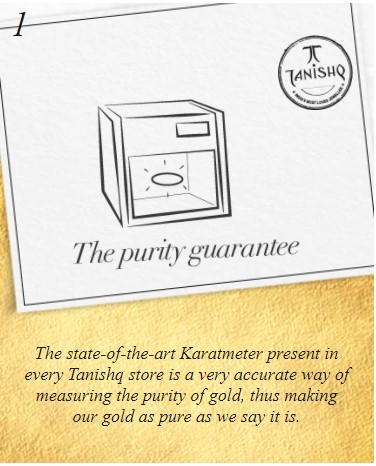 1
TANISHQ
The purity guarantee
The state-of-the-art Karatmeter present in
every Tanishq store is a very accurate way of
measuring the purity of gold, thus making
our gold as pure as we say it is.